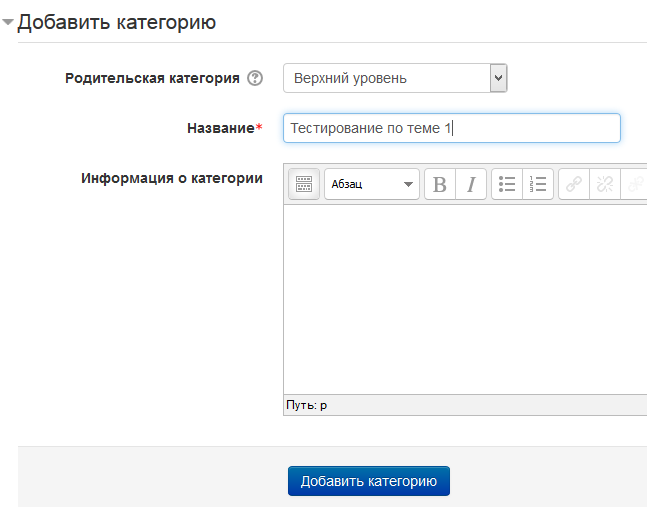 Добавить категорию
Родительская категория ? Верхний уровень
Название* Тестирование по теме 1
Информация о категории
Абзац B I
Путь: p
Добавить категорию